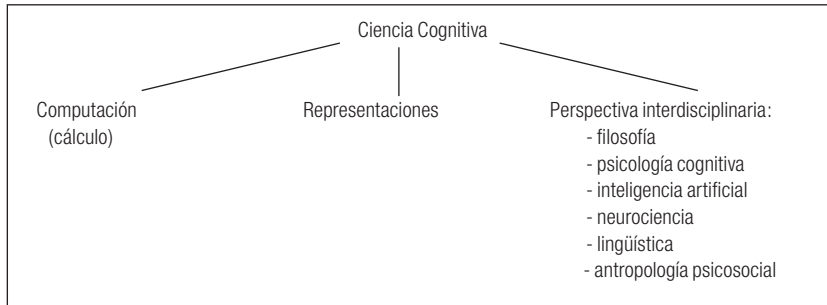 Ciencia Cognitiva
Computación
(cálculo)
Representaciones
Perspectiva interdisciplinaria:
- filosofía
- psicología cognitiva
- inteligencia artificial
- neurociencia
- lingüística
- antropología psicosocial